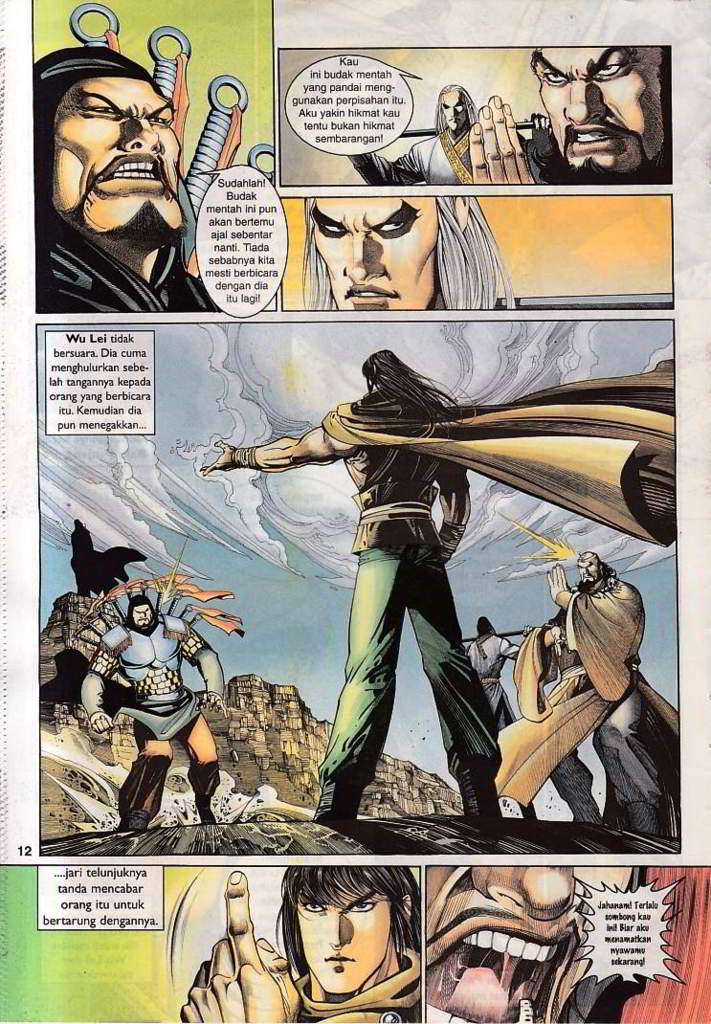 Kau
ini budak mentah
yang pandai meng-
gunakan perpisahan itu.
Aku yakin hikmat kau
tentu bukan hikmat
sembarangan!
Sudahlah!
Budak
mentah ini pun
akan bertemu
ajal sebentar
nanti. Tiada
sebabnya kita
mesti berbicara
dengan dia
itu lagi!
Wu Lei tidak
bersuara. Dia cuma
menghulurkan sebe-
lah tangannya kepada
orang yang berbicara
itu. Kemudian dia
pun menegakkan...
12
....jari telunjuknya
tanda mencabar
orang itu untuk
bertarung dengannya.
Jahanam! Terlalu
sombong kau
ini! Biar aku
menamatkan
nyawamu
sekarang!